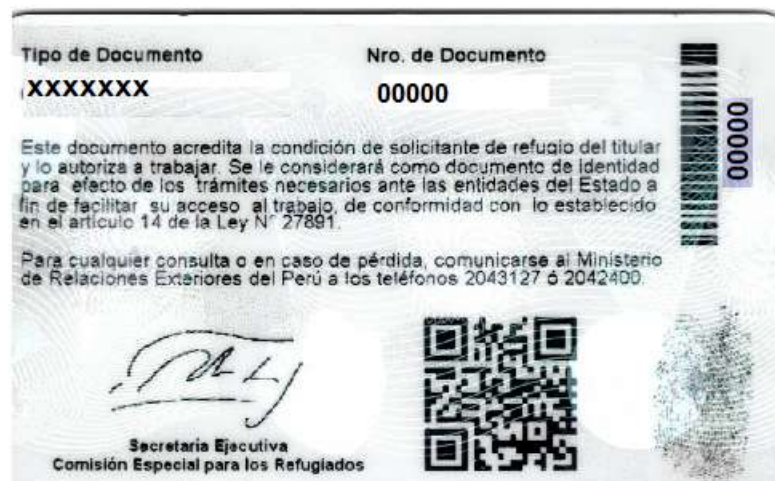 Tipo de Documento
Nro. de Documento
XXXXXXX
00000
00000
Este documento acredita la condición de solicitante de refugio del titular
y lo autoriza a trabajar. Se le considerará como documento de identidad
para efecto de los trámites necesarios ante las entidades del Estado a
fin de facilitar su acceso al trabajo, de conformidad con lo establecido
en el articulo 14 de la Ley N° 27891.
Para cualquier consulta o en caso de pérdida, comunicarse al Ministerio
de Relaciones Exteriores del Perú a los teléfonos 2043127 ó 2042400.
Secretaria Ejecutiva
Comisión Especial para los Refugiados